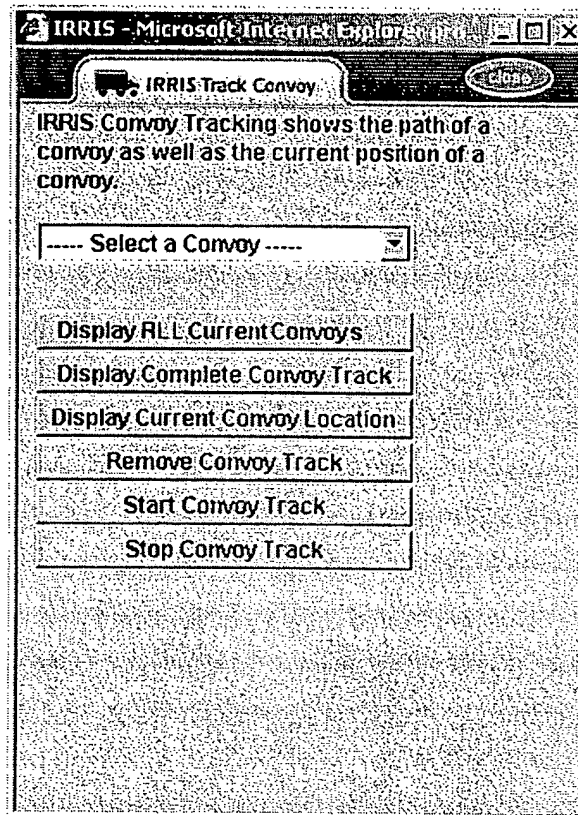 IRRIS - Microsoft Internet Explorer
IRRIS Track Convoy
close
IRRIS Convoy Tracking shows the path of a
convoy as well as the current position of a
convoy.
----- Select a Convoy -----
Display ALL Current Convoys
Display Complete Convoy Track
Display Current Convoy Location
Remove Convoy Track
Start Convoy Track
Stop Convoy Track